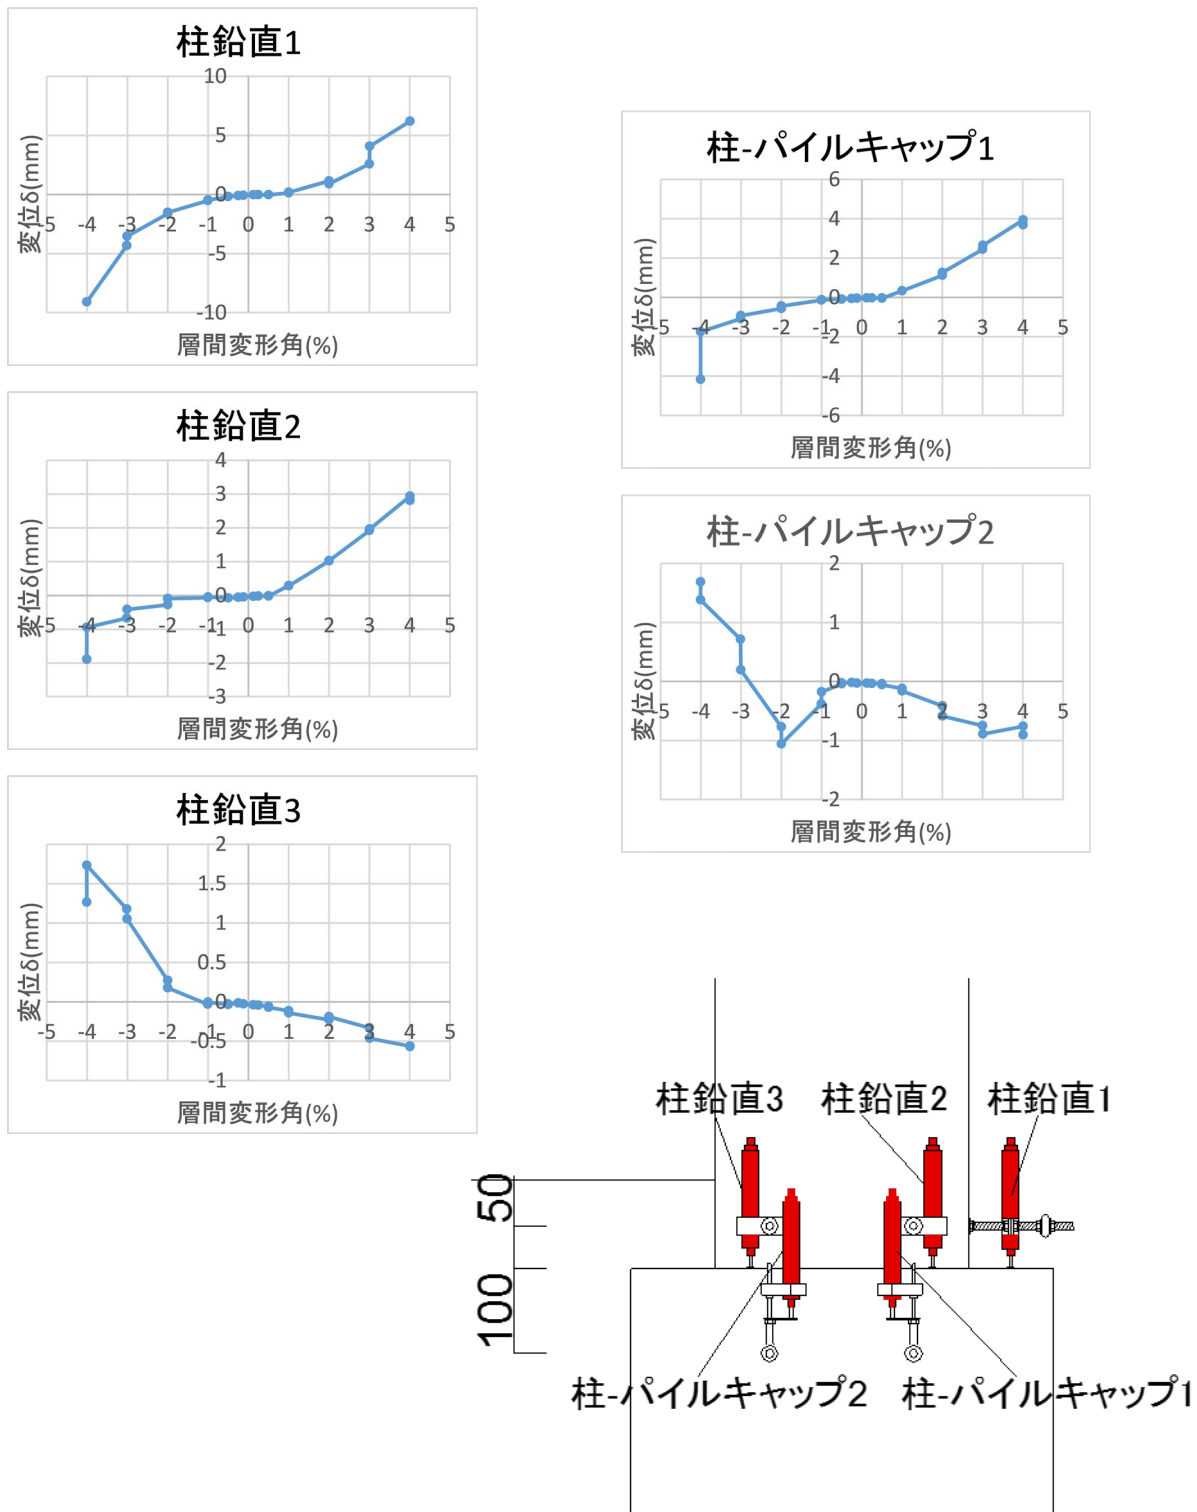 柱鉛直1
10
5
0
-5
-10
-5 -4 -3 -2 -1 0 1 2 3 4 5
変位δ(mm)
層間変形角(%)
柱鉛直2
4
3
2
1
0
-1
-2
-3
-5 -4 -3 -2 -1 0 1 2 3 4 5
変位δ(mm)
層間変形角(%)
柱鉛直3
2
1.5
1
0.5
0
-0.5
-1
-5 -4 -3 -2 -1 0 1 2 3 4 5
変位δ(mm)
層間変形角(%)
柱-パイルキャップ1
6
4
2
0
-2
-4
-6
-5 -4 -3 -2 -1 0 1 2 3 4 5
変位δ(mm)
層間変形角(%)
柱-パイルキャップ2
2
1
0
-1
-2
-5 -4 -3 -2 -1 0 1 2 3 4 5
変位δ(mm)
層間変形角(%)
柱鉛直3 柱鉛直2 柱鉛直1
50
100
柱-パイルキャップ2 柱-パイルキャップ1